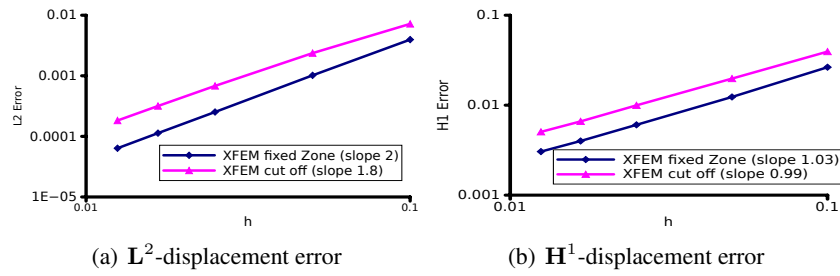 0.01
0.001
0.0001
1E-05
L2 Error
0.01
0.1
h
XFEM fixed Zone (slope 2)
XFEM cut off (slope 1.8)
(a) L²-displacement error
0.1
0.01
0.001
H1 Error
0.01
0.1
h
XFEM fixed Zone (slope 1.03)
XFEM cut off (slope 0.99)
(b) H¹-displacement error